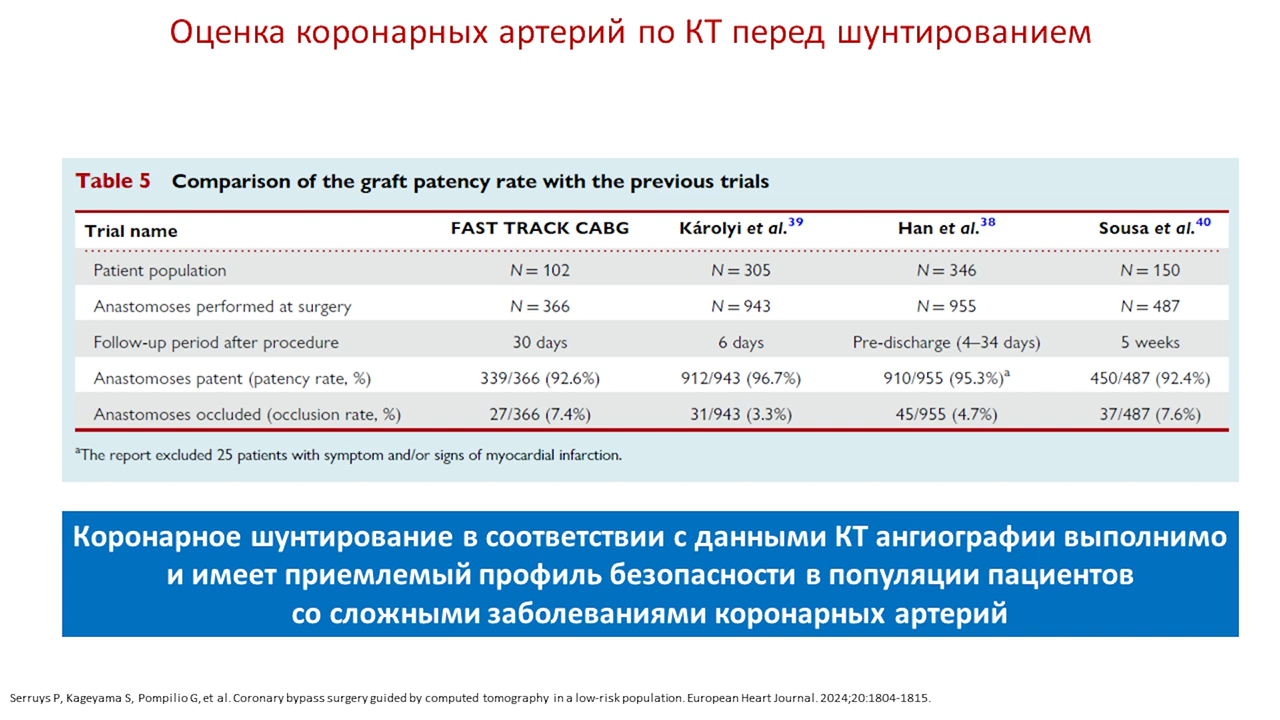 Оценка коронарных артерий по КТ перед шунтированием
Table 5 Comparison of the graft patency rate with the previous trials
Trial name FAST TRACK CABG Károlyi et al.39 Han et al.38 Sousa et al.40
Patient population N = 102 N = 305 N = 346 N = 150
Anastomoses performed at surgery N = 366 N = 943 N = 955 N = 487
Follow-up period after procedure 30 days 6 days Pre-discharge (4–34 days) 5 weeks
Anastomoses patent (patency rate, %) 339/366 (92.6%) 912/943 (96.7%) 910/955 (95.3%)a 450/487 (92.4%)
Anastomoses occluded (occlusion rate, %) 27/366 (7.4%) 31/943 (3.3%) 45/955 (4.7%) 37/487 (7.6%)
aThe report excluded 25 patients with symptom and/or signs of myocardial infarction.
Коронарное шунтирование в соответствии с данными КТ ангиографии выполнимо
и имеет приемлемый профиль безопасности в популяции пациентов
со сложными заболеваниями коронарных артерий
Serruys P, Kageyama S, Pompilio G, et al. Coronary bypass surgery guided by computed tomography in a low-risk population. European Heart Journal. 2024;20:1804-1815.